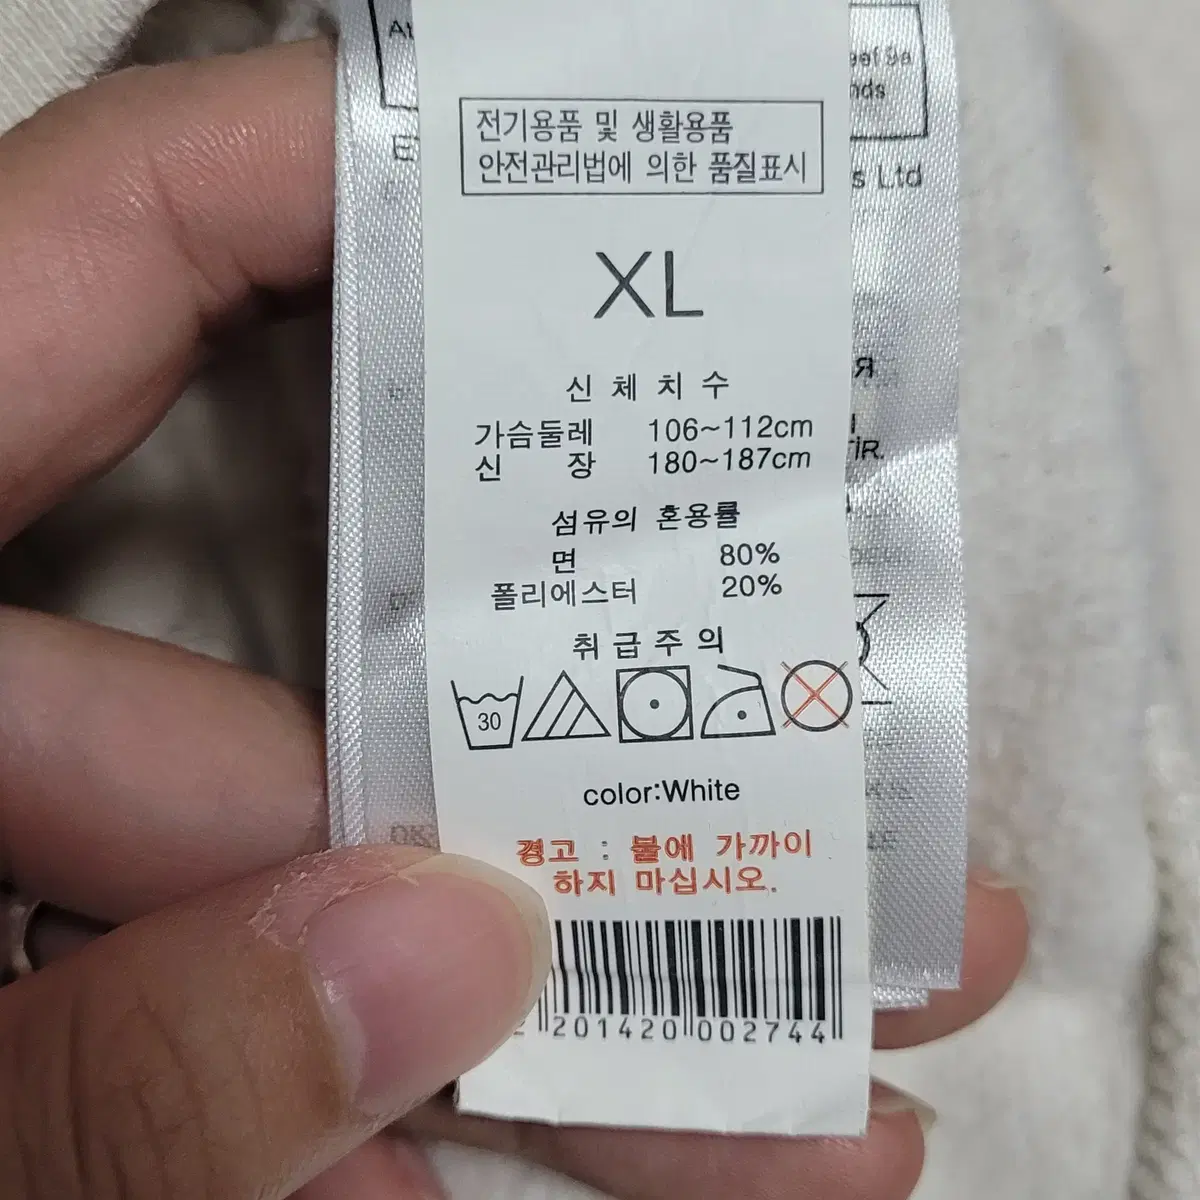 전기용품 및 생활용품
안전관리법에 의한 품질표시
s Ltd
XL
신 체 치 수
가슴둘레 106~112cm
신 장 180~187cm
섬유의 혼용률
면 80%
폴리에스터 20%
취 급 주 의
30
color:White
경고 : 불애 가까이
하지 마십시오.
2 201420 002744